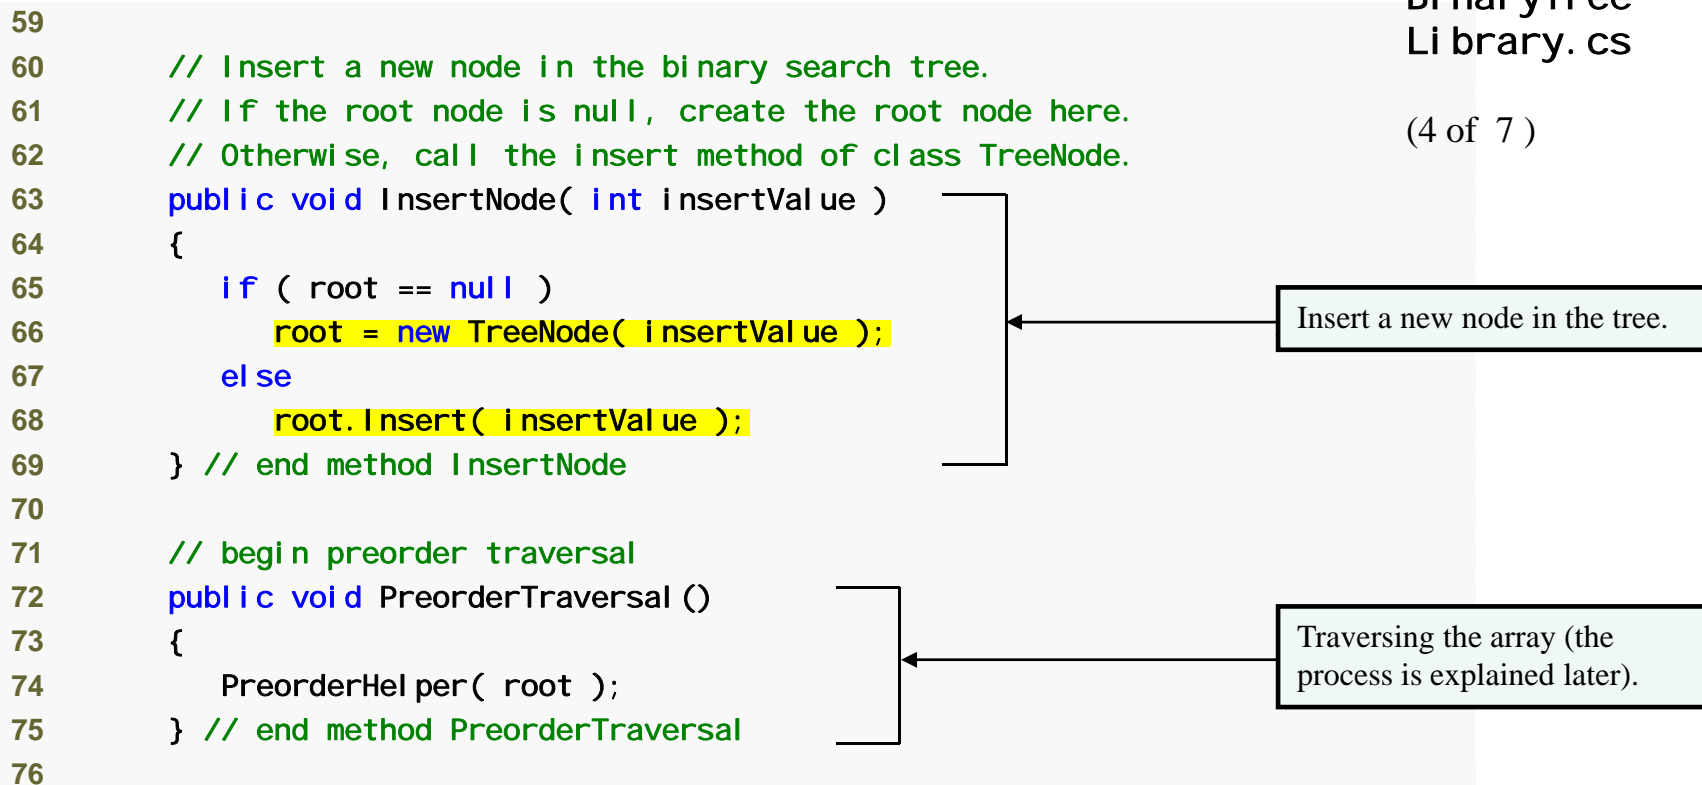 BinaryTree
Library.cs
(4 of 7 )
59
60 // Insert a new node in the binary search tree.
61 // If the root node is null, create the root node here.
62 // Otherwise, call the insert method of class TreeNode.
63 public void InsertNode( int insertValue )
64 {
65 if ( root == null )
66 root = new TreeNode( insertValue );
67 else
68 root.Insert( insertValue );
69 } // end method InsertNode
70
71 // begin preorder traversal
72 public void PreorderTraversal()
73 {
74 PreorderHelper( root );
75 } // end method PreorderTraversal
76
Insert a new node in the tree.
Traversing the array (the
process is explained later).